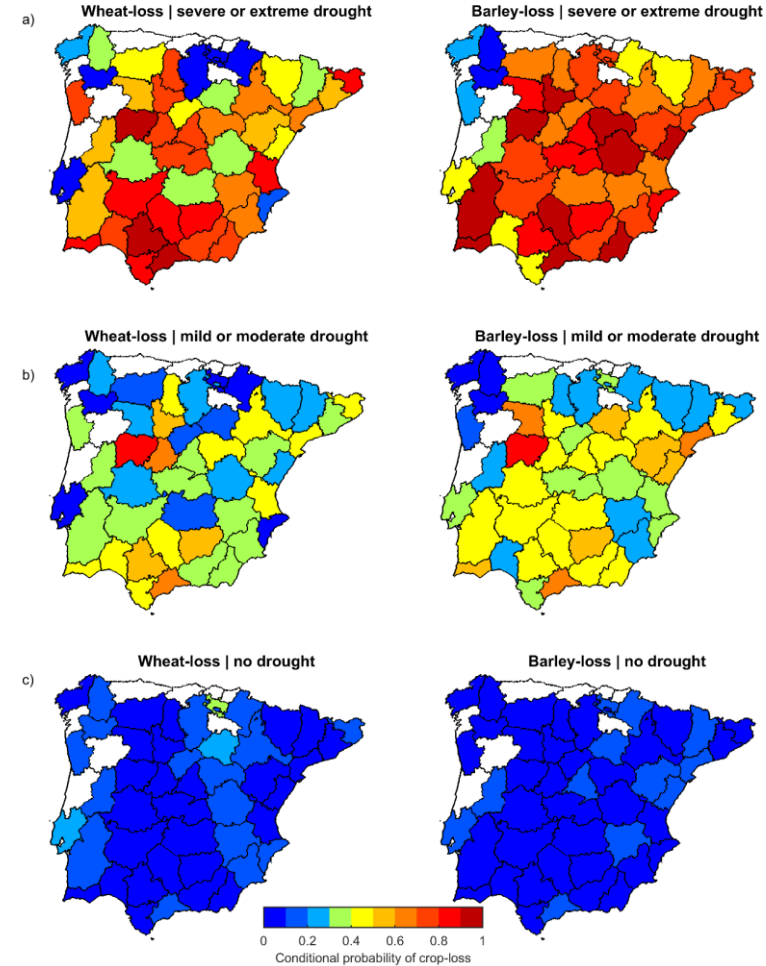 Wheat-loss | severe or extreme drought
Barley-loss | severe or extreme drought
a)
Wheat-loss | mild or moderate drought
Barley-loss | mild or moderate drought
b)
Wheat-loss | no drought
Barley-loss | no drought
c)
0 0.2 0.4 0.6 0.8 1
Conditional probability of crop-loss